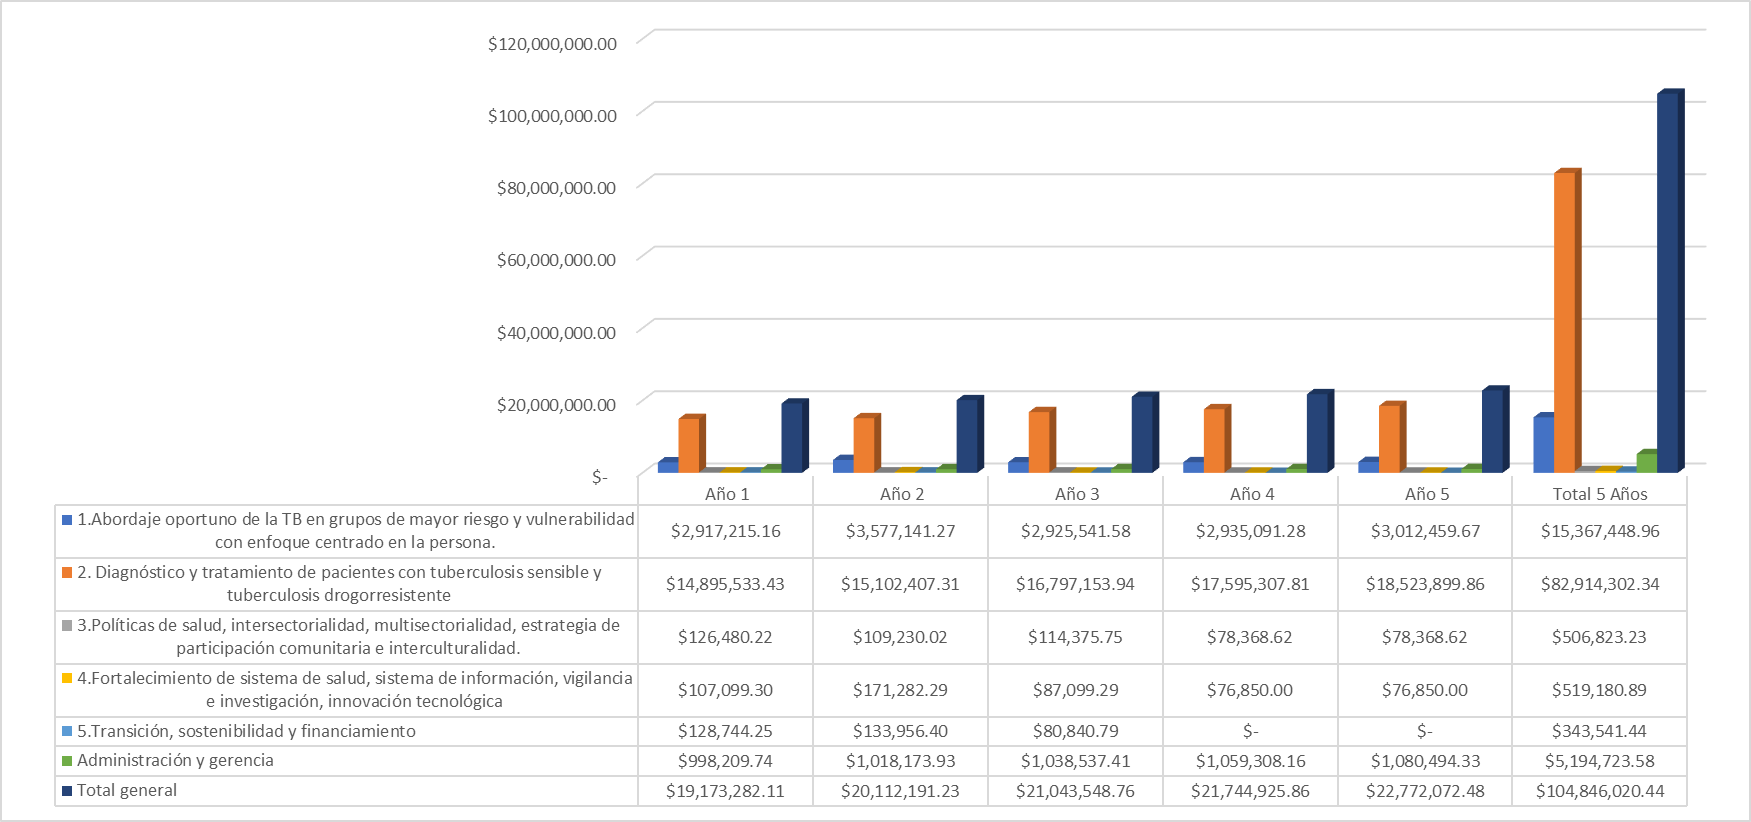 $120,000,000.00
$100,000,000.00
$80,000,000.00
$60,000,000.00
$40,000,000.00
$20,000,000.00
$-
Año 1 Año 2 Año 3 Año 4 Año 5 Total 5 Años
1.Abordaje oportuno de la TB en grupos de mayor riesgo y vulnerabilidad
con enfoque centrado en la persona.
$2,917,215.16 $3,577,141.27 $2,925,541.58 $2,935,091.28 $3,012,459.67 $15,367,448.96
2. Diagnóstico y tratamiento de pacientes con tuberculosis sensible y
tuberculosis drogorresistente
$14,895,533.43 $15,102,407.31 $16,797,153.94 $17,595,307.81 $18,523,899.86 $82,914,302.34
3.Políticas de salud, intersectorialidad, multisectorialidad, estrategia de
participación comunitaria e interculturalidad.
$126,480.22 $109,230.02 $114,375.75 $78,368.62 $78,368.62 $506,823.23
4.Fortalecimiento de sistema de salud, sistema de información, vigilancia
e investigación, innovación tecnológica
$107,099.30 $171,282.29 $87,099.29 $76,850.00 $76,850.00 $519,180.89
5.Transición, sostenibilidad y financiamiento $128,744.25 $133,956.40 $80,840.79 $- $- $343,541.44
Administración y gerencia $998,209.74 $1,018,173.93 $1,038,537.41 $1,059,308.16 $1,080,494.33 $5,194,723.58
Total general $19,173,282.11 $20,112,191.23 $21,043,548.76 $21,744,925.86 $22,772,072.48 $104,846,020.44